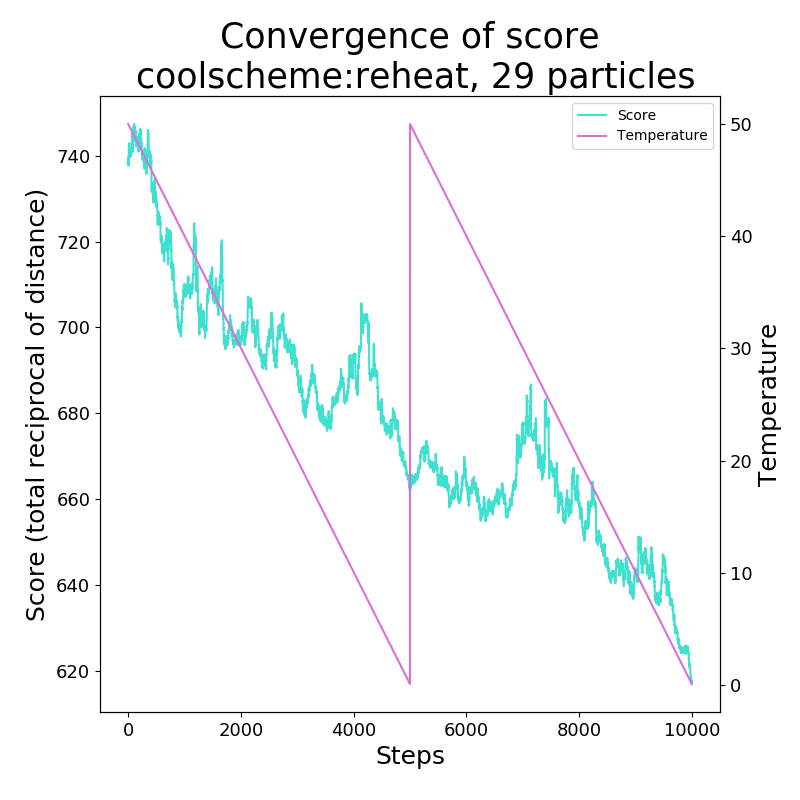 Convergence of score
coolscheme:reheat, 29 particles
Score
Temperature
Score (total reciprocal of distance)
740
720
700
680
660
640
620
50
40
30
20
10
0
Temperature
0 2000 4000 6000 8000 10000
Steps